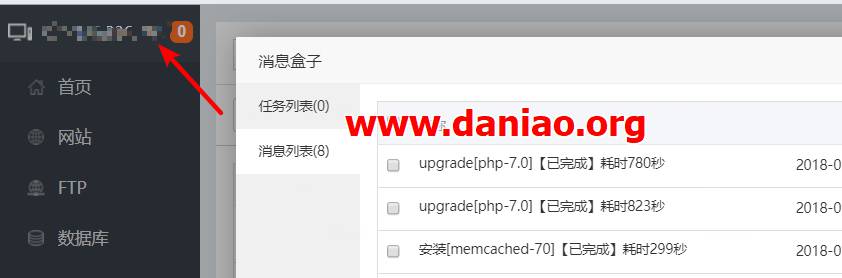 0
首页
网站
FTP
数据库
消息盒子
任务列表(0)
消息列表(8)
www.daniao.org
upgrade[php-7.0]【已完成】耗时780秒 2018-0
upgrade[php-7.0]【已完成】耗时823秒 2018-0
安装[memcached-70]【已完成】耗时299秒 2018-0